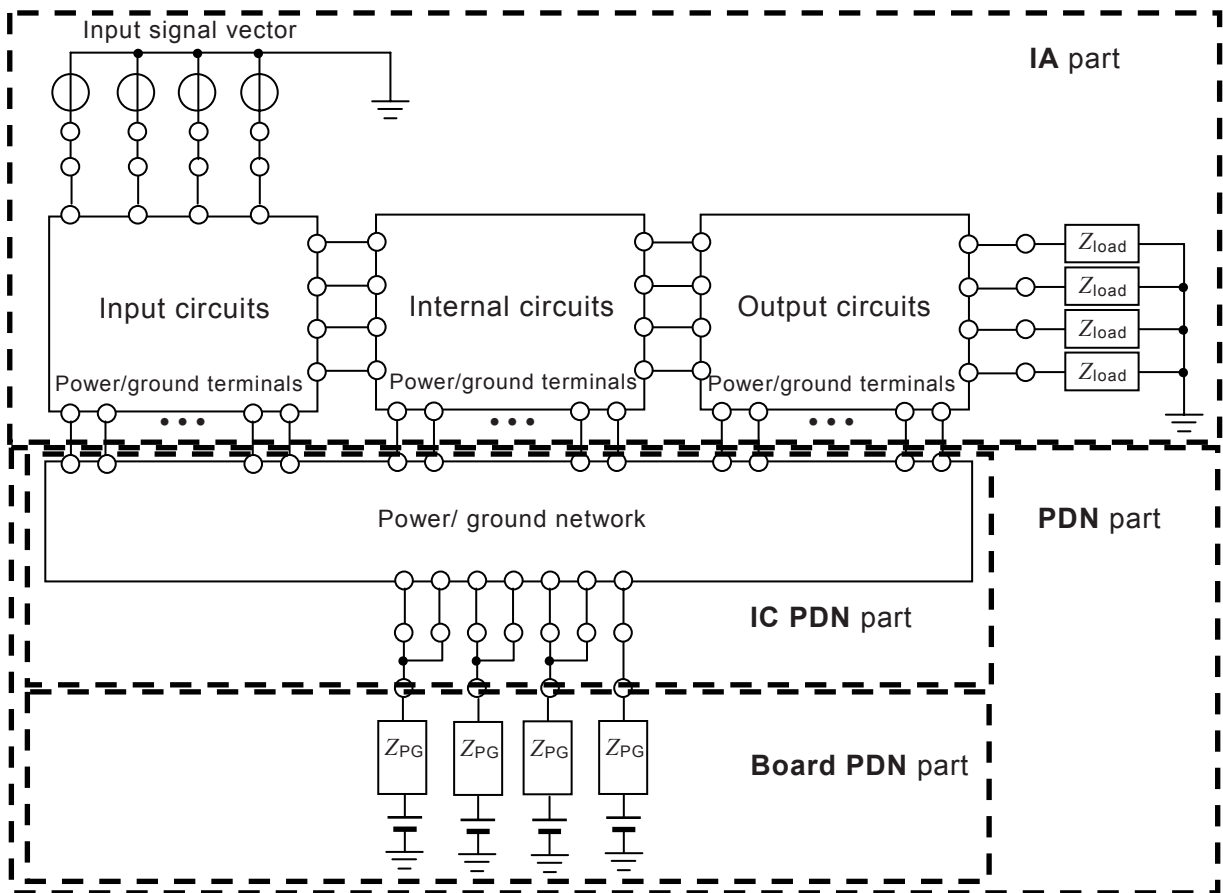 Input signal vector
IA part
Input circuits
Internal circuits
Output circuits
Zload
Zload
Zload
Zload
Power/ground terminals
Power/ground terminals
Power/ground terminals
Power/ ground network
PDN part
IC PDN part
ZPG
ZPG
ZPG
ZPG
Board PDN part